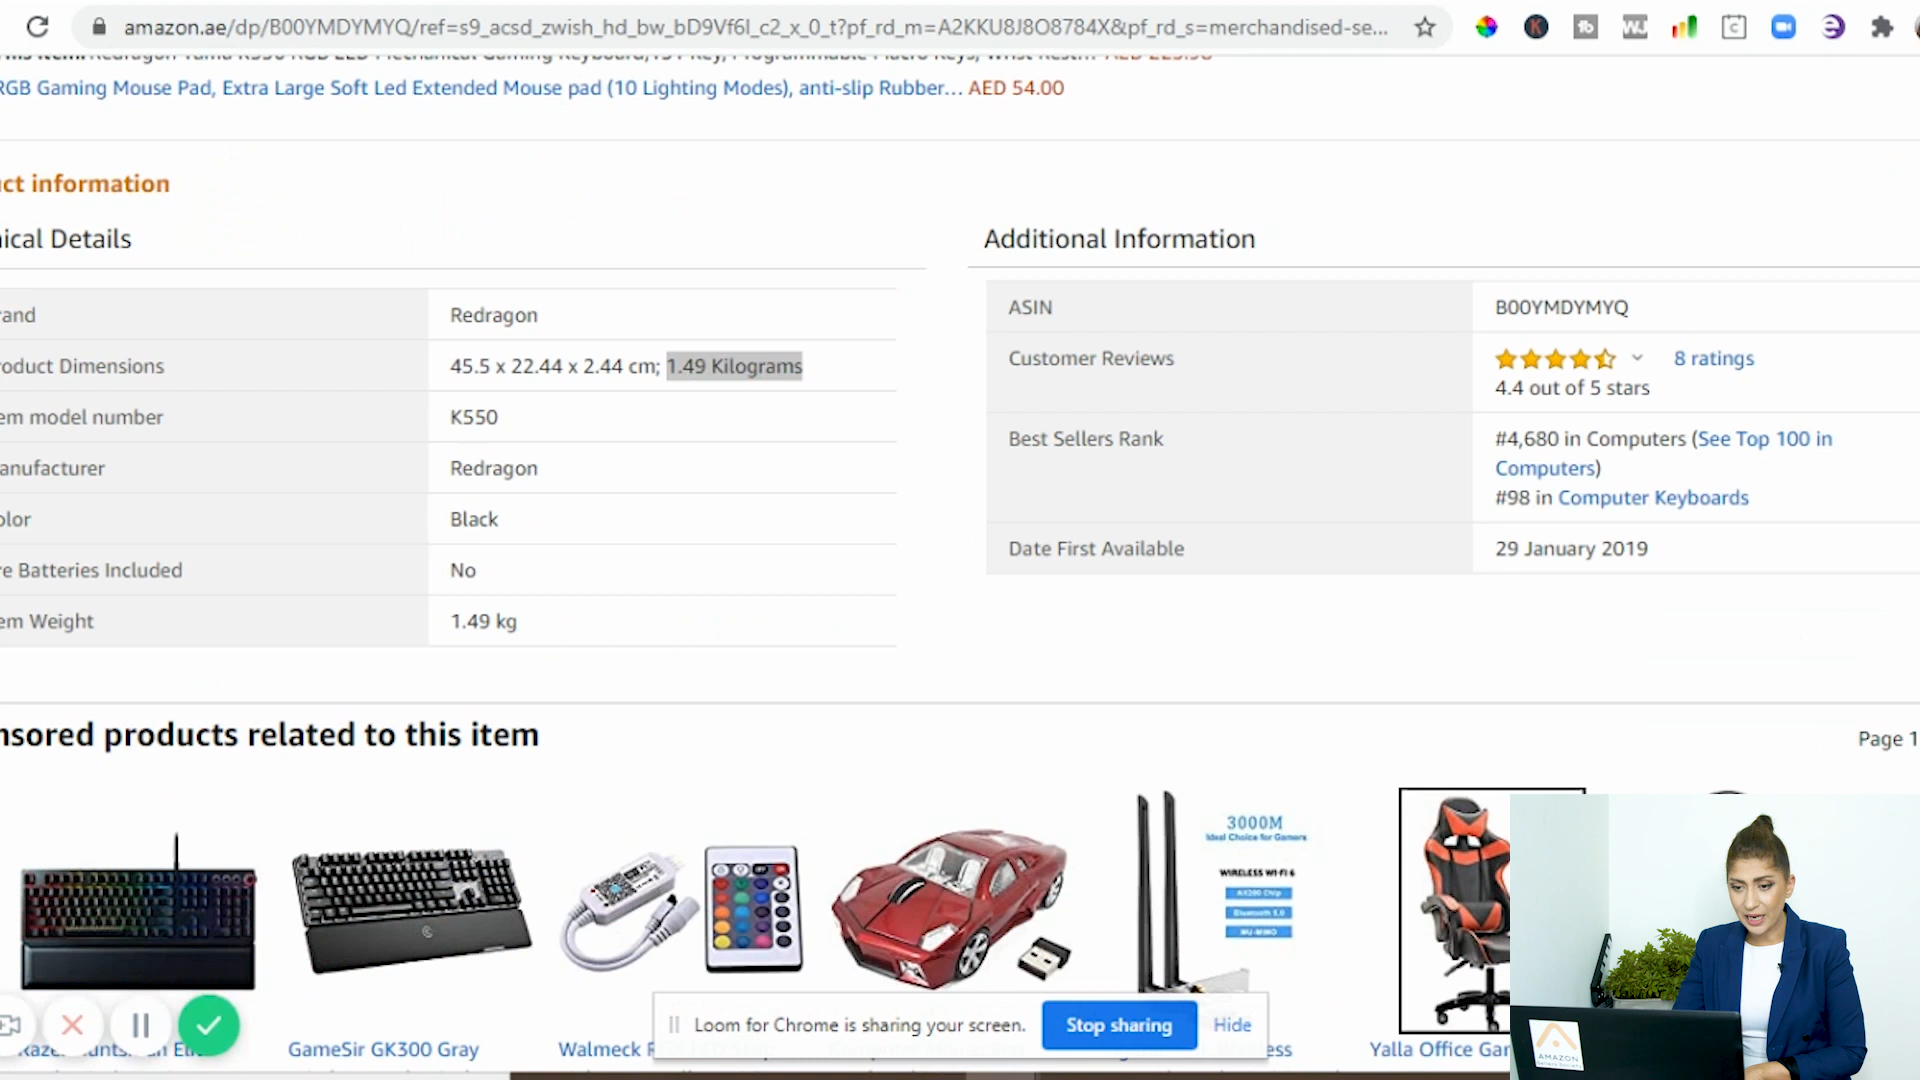 amazon.ae/dp/B00YMDYMYQ/ref=s9_acsd_zwish_hd_bw_bD9Vf6I_c2_x_0_t?pf_rd_m=A2KKU8J8O8784X&pf_rd_s=merchandised-se...
RGB Gaming Mouse Pad, Extra Large Soft Led Extended Mouse pad (10 Lighting Modes), anti-slip Rubber... AED 54.00
ct information
ical Details
Additional Information
rand Redragon
roduct Dimensions 45.5 x 22.44 x 2.44 cm; 1.49 Kilograms
em model number K550
anufacturer Redragon
olor Black
re Batteries Included No
em Weight 1.49 kg
ASIN B00YMDYMYQ
Customer Reviews 8 ratings
4.4 out of 5 stars
Best Sellers Rank #4,680 in Computers (See Top 100 in
Computers)
#98 in Computer Keyboards
Date First Available 29 January 2019
nsored products related to this item
Page 1
3000M
Ideal Choice for Gamers
WIRELESS WI-FI 6
AX200 Chip
Bluetooth 5.0
MU-MIMO
Loom for Chrome is sharing your screen. Stop sharing Hide
GameSir GK300 Gray
Walmeck
Yalla Office Gar
AMAZON